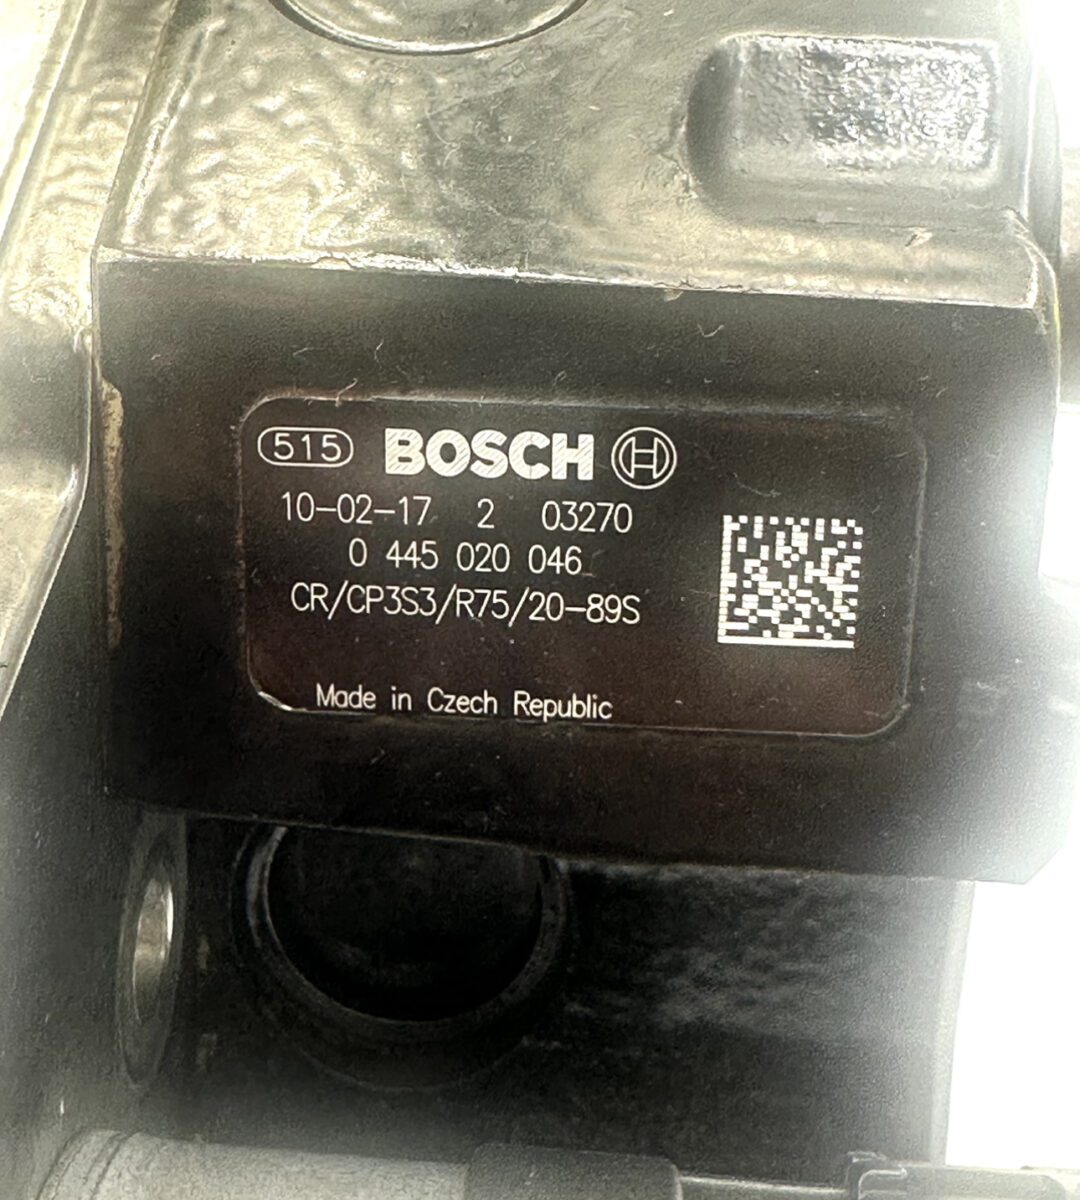 515 BOSCH
10-02-17 2 03270
0 445 020 046
CR/CP3S3/R75/20-89S
Made in Czech Republic